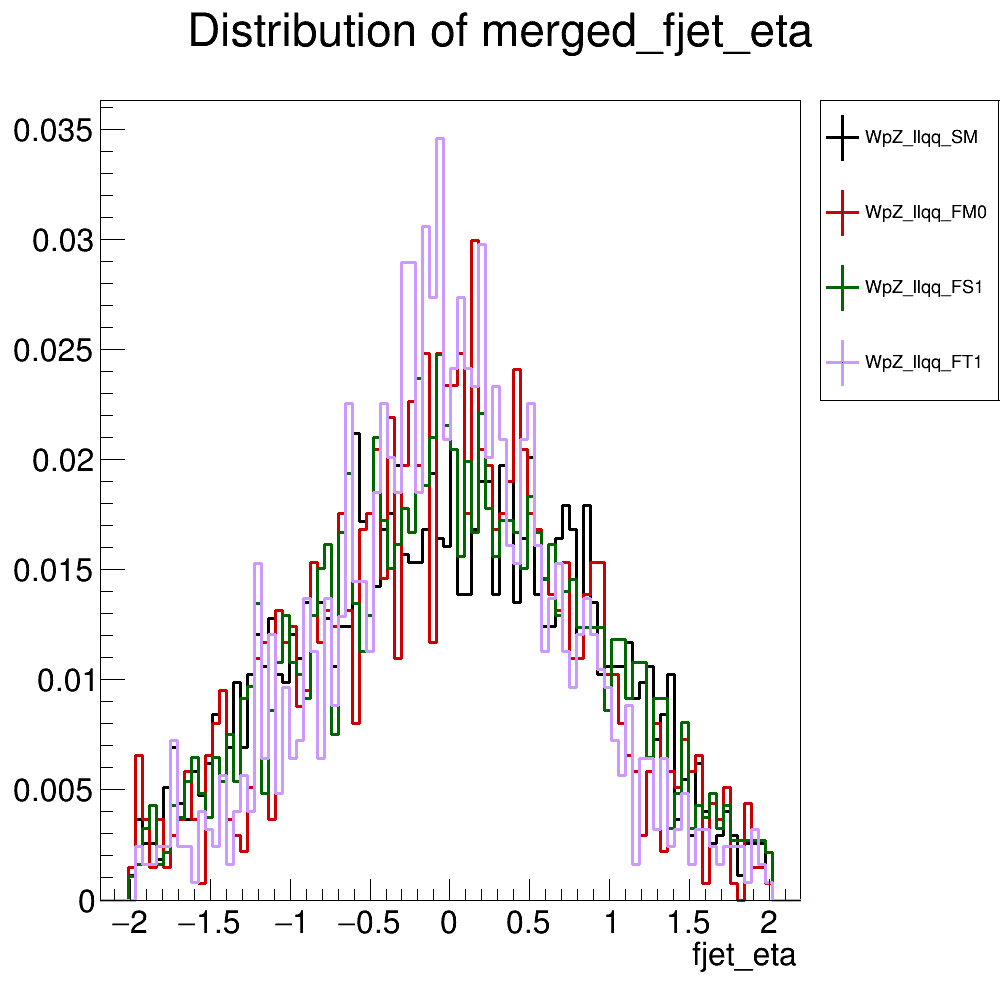 Distribution of merged_fjet_eta
0.035
0.03
0.025
0.02
0.015
0.01
0.005
0
−2 −1.5 −1 −0.5 0 0.5 1 1.5 2
fjet_eta
WpZ_llqq_SM
WpZ_llqq_FM0
WpZ_llqq_FS1
WpZ_llqq_FT1